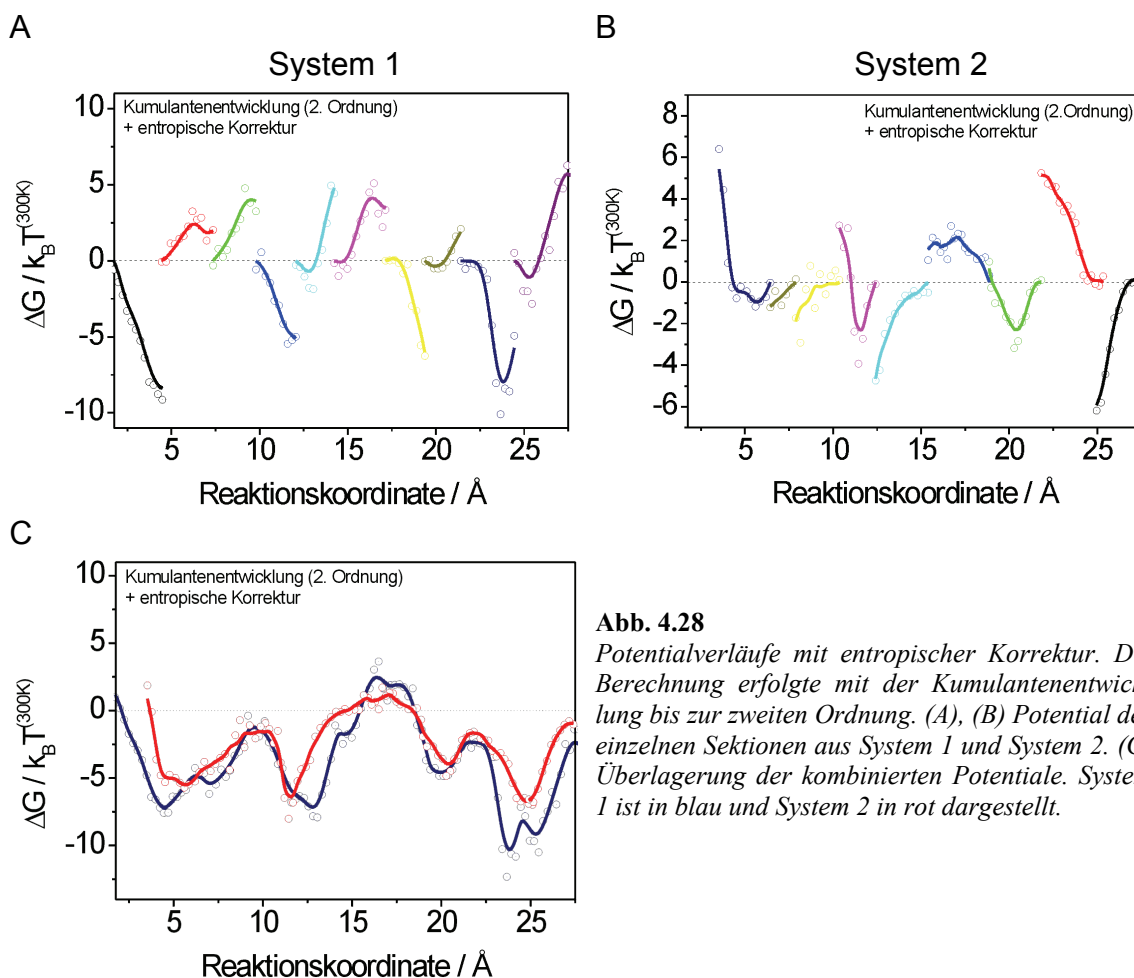 A
System 1
Kumulantenentwicklung (2. Ordnung)
+ entropische Korrektur
10
5
0
-5
-10
ΔG / k_BT^(300K)
5 10 15 20 25
Reaktionskoordinate / Å
B
System 2
Kumulantenentwicklung (2.Ordnung)
+ entropische Korrektur
8
6
4
2
0
-2
-4
-6
ΔG / k_BT^(300K)
5 10 15 20 25
Reaktionskoordinate / Å
C
Kumulantenentwicklung (2. Ordnung)
+ entropische Korrektur
10
5
0
-5
-10
ΔG / k_BT^(300K)
5 10 15 20 25
Reaktionskoordinate / Å
Abb. 4.28
Potentialverläufe mit entropischer Korrektur. D
Berechnung erfolgte mit der Kumulantenentwick
lung bis zur zweiten Ordnung. (A), (B) Potential de
einzelnen Sektionen aus System 1 und System 2. (C
Überlagerung der kombinierten Potentiale. System
1 ist in blau und System 2 in rot dargestellt.